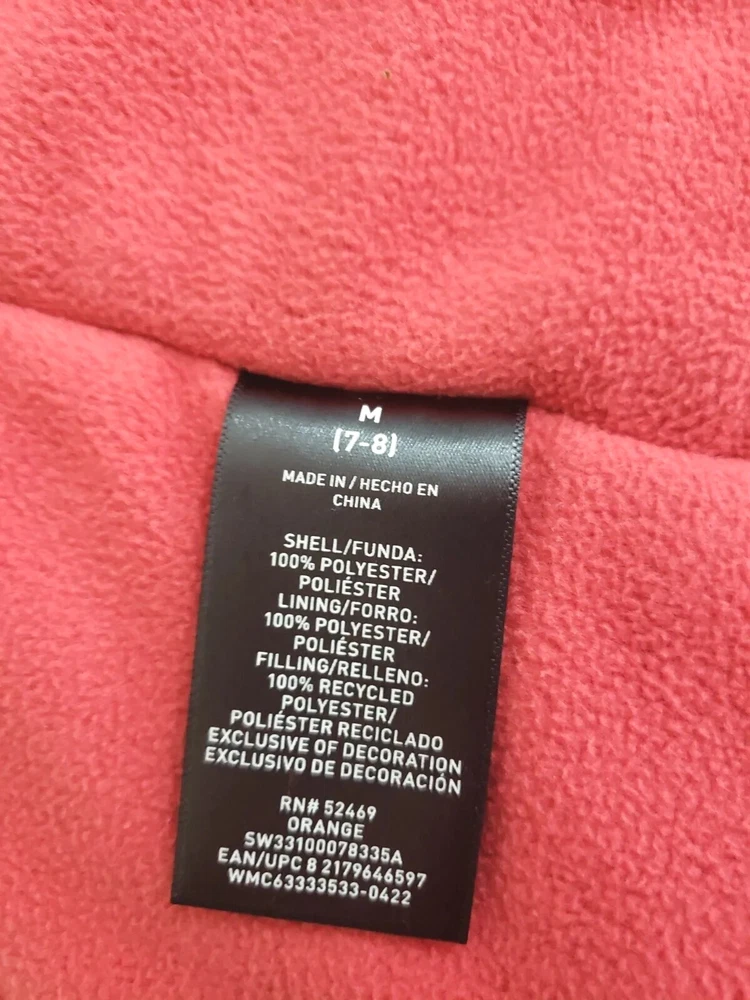 M
(7-8)
MADE IN / HECHO EN
CHINA
SHELL/FUNDA:
100% POLYESTER/
POLIÉSTER
LINING/FORRO:
100% POLYESTER/
POLIÉSTER
FILLING/RELLENO:
100% RECYCLED
POLYESTER/
POLIÉSTER RECICLADO
EXCLUSIVE OF DECORATION
EXCLUSIVO DE DECORACIÓN
RN# 52469
ORANGE
SW33100078335A
EAN/UPC 8 2179646597
WMC63333533-0422